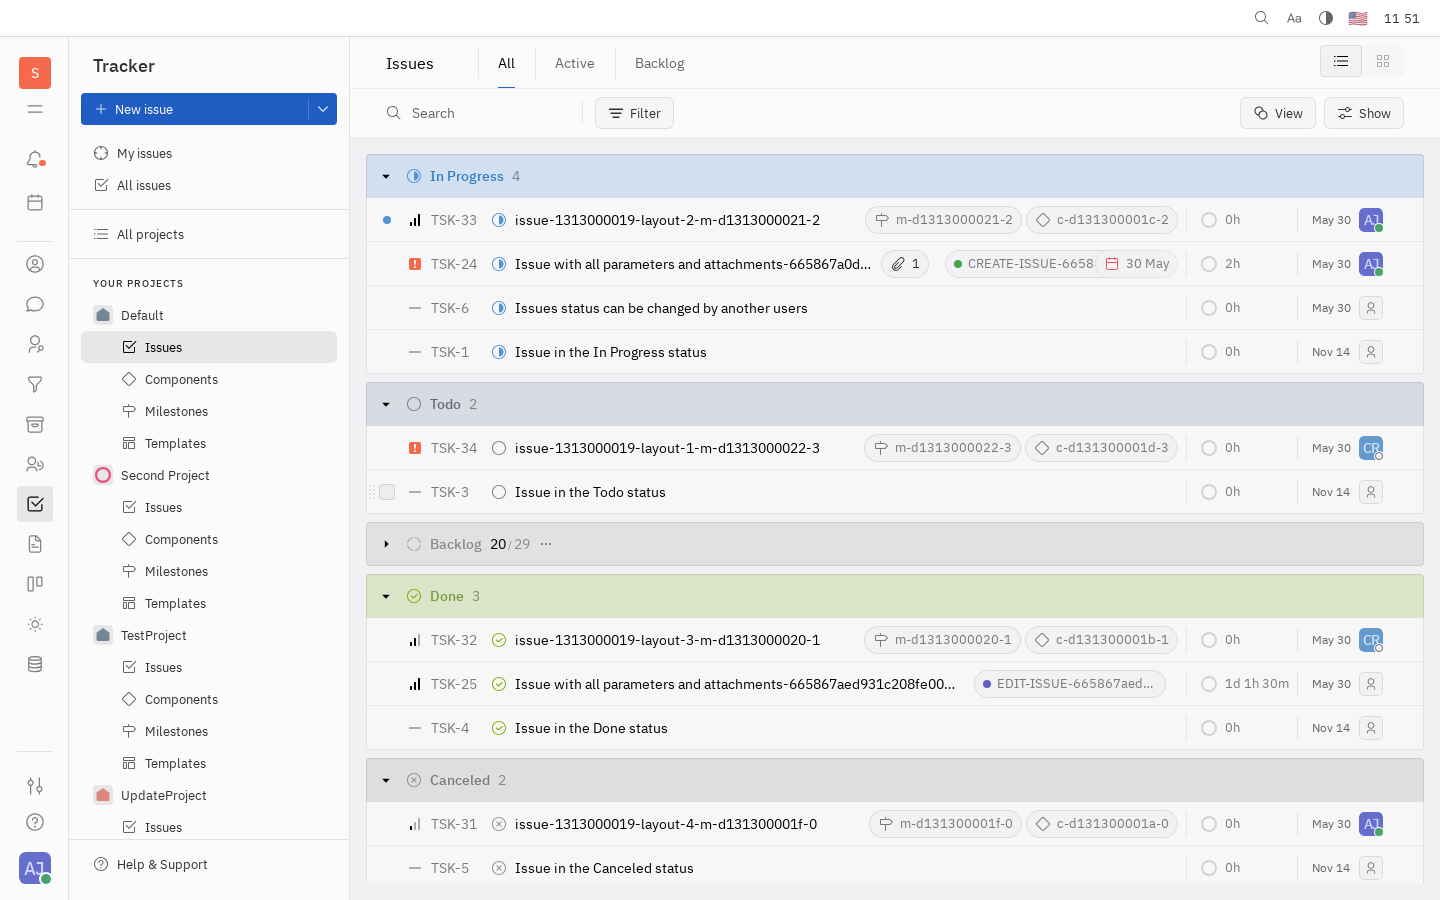 Aa
11 51
S
Tracker
New issue
My issues
All issues
All projects
YOUR PROJECTS
Default
Issues
Components
Milestones
Templates
Second Project
Issues
Components
Milestones
Templates
TestProject
Issues
Components
Milestones
Templates
UpdateProject
Issues
Help & Support
AJ
Issues
All
Active
Backlog
Search
Filter
View
Show
In Progress 4
TSK-33 issue-1313000019-layout-2-m-d1313000021-2 m-d1313000021-2 c-d131300001c-2 0h May 30 AJ
TSK-24 Issue with all parameters and attachments-665867a0d... 1 CREATE-ISSUE-6658 30 May 2h May 30 AJ
TSK-6 Issues status can be changed by another users 0h May 30
TSK-1 Issue in the In Progress status 0h Nov 14
Todo 2
TSK-34 issue-1313000019-layout-1-m-d1313000022-3 m-d1313000022-3 c-d131300001d-3 0h May 30 CR
TSK-3 Issue in the Todo status 0h Nov 14
Backlog 20/29 ...
Done 3
TSK-32 issue-1313000019-layout-3-m-d1313000020-1 m-d1313000020-1 c-d131300001b-1 0h May 30 CR
TSK-25 Issue with all parameters and attachments-665867aed931c208fe00... EDIT-ISSUE-665867aed... 1d 1h 30m May 30
TSK-4 Issue in the Done status 0h Nov 14
Canceled 2
TSK-31 issue-1313000019-layout-4-m-d131300001f-0 m-d131300001f-0 c-d131300001a-0 0h May 30 AJ
TSK-5 Issue in the Canceled status 0h Nov 14